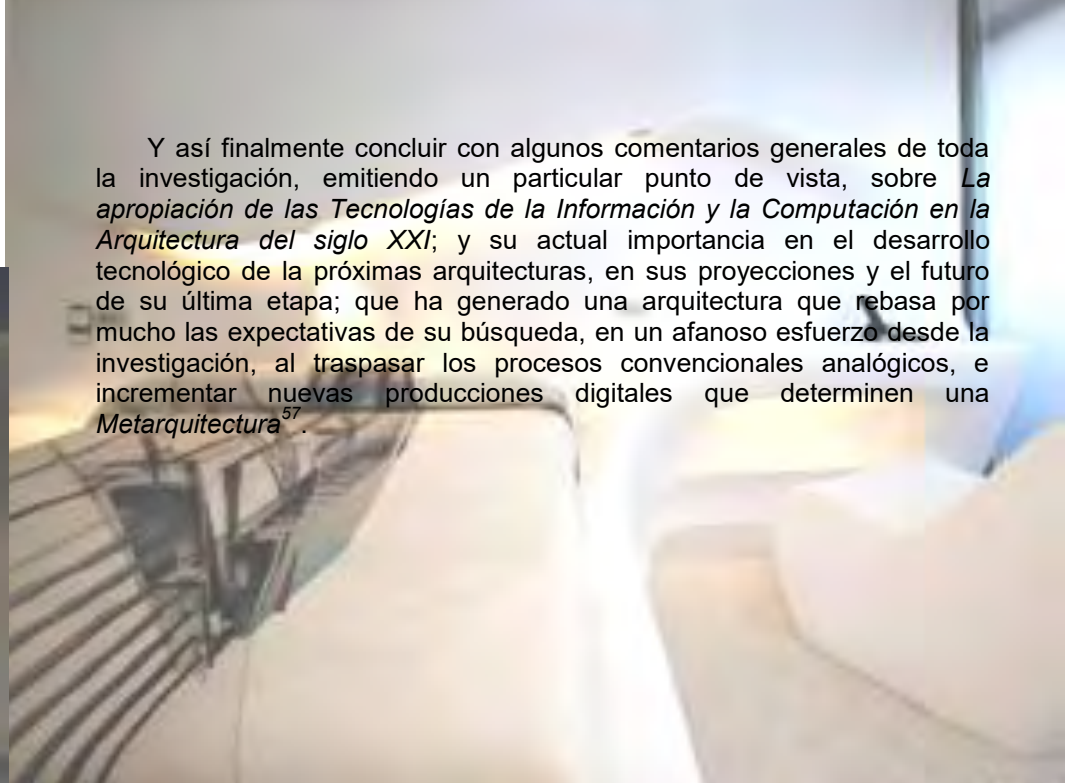 Y así finalmente concluir con algunos comentarios generales de toda
la investigación, emitiendo un particular punto de vista, sobre La
apropiación de las Tecnologías de la Información y la Computación en la
Arquitectura del siglo XXI; y su actual importancia en el desarrollo
tecnológico de la próximas arquitecturas, en sus proyecciones y el futuro
de su última etapa; que ha generado una arquitectura que rebasa por
mucho las expectativas de su búsqueda, en un afanoso esfuerzo desde la
investigación, al traspasar los procesos convencionales analógicos, e
incrementar nuevas producciones digitales que determinen una
Metarquitectura57.